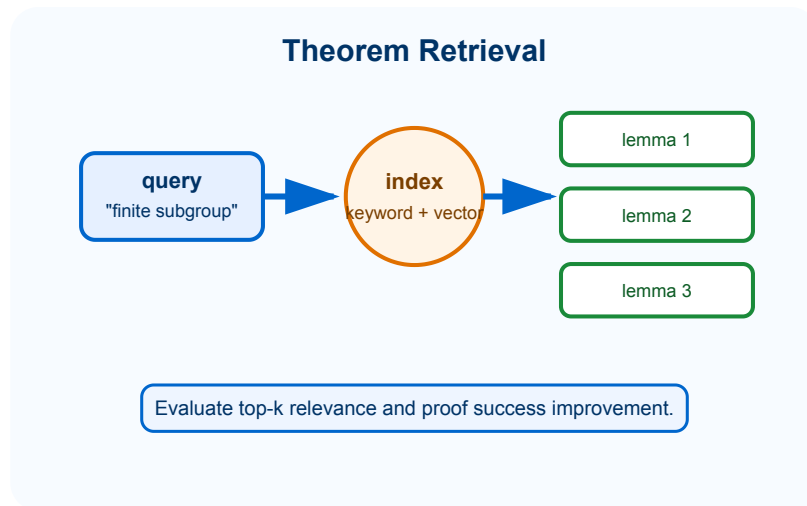 Theorem Retrieval
query
"finite subgroup"
index
keyword + vector
lemma 1
lemma 2
lemma 3
Evaluate top-k relevance and proof success improvement.